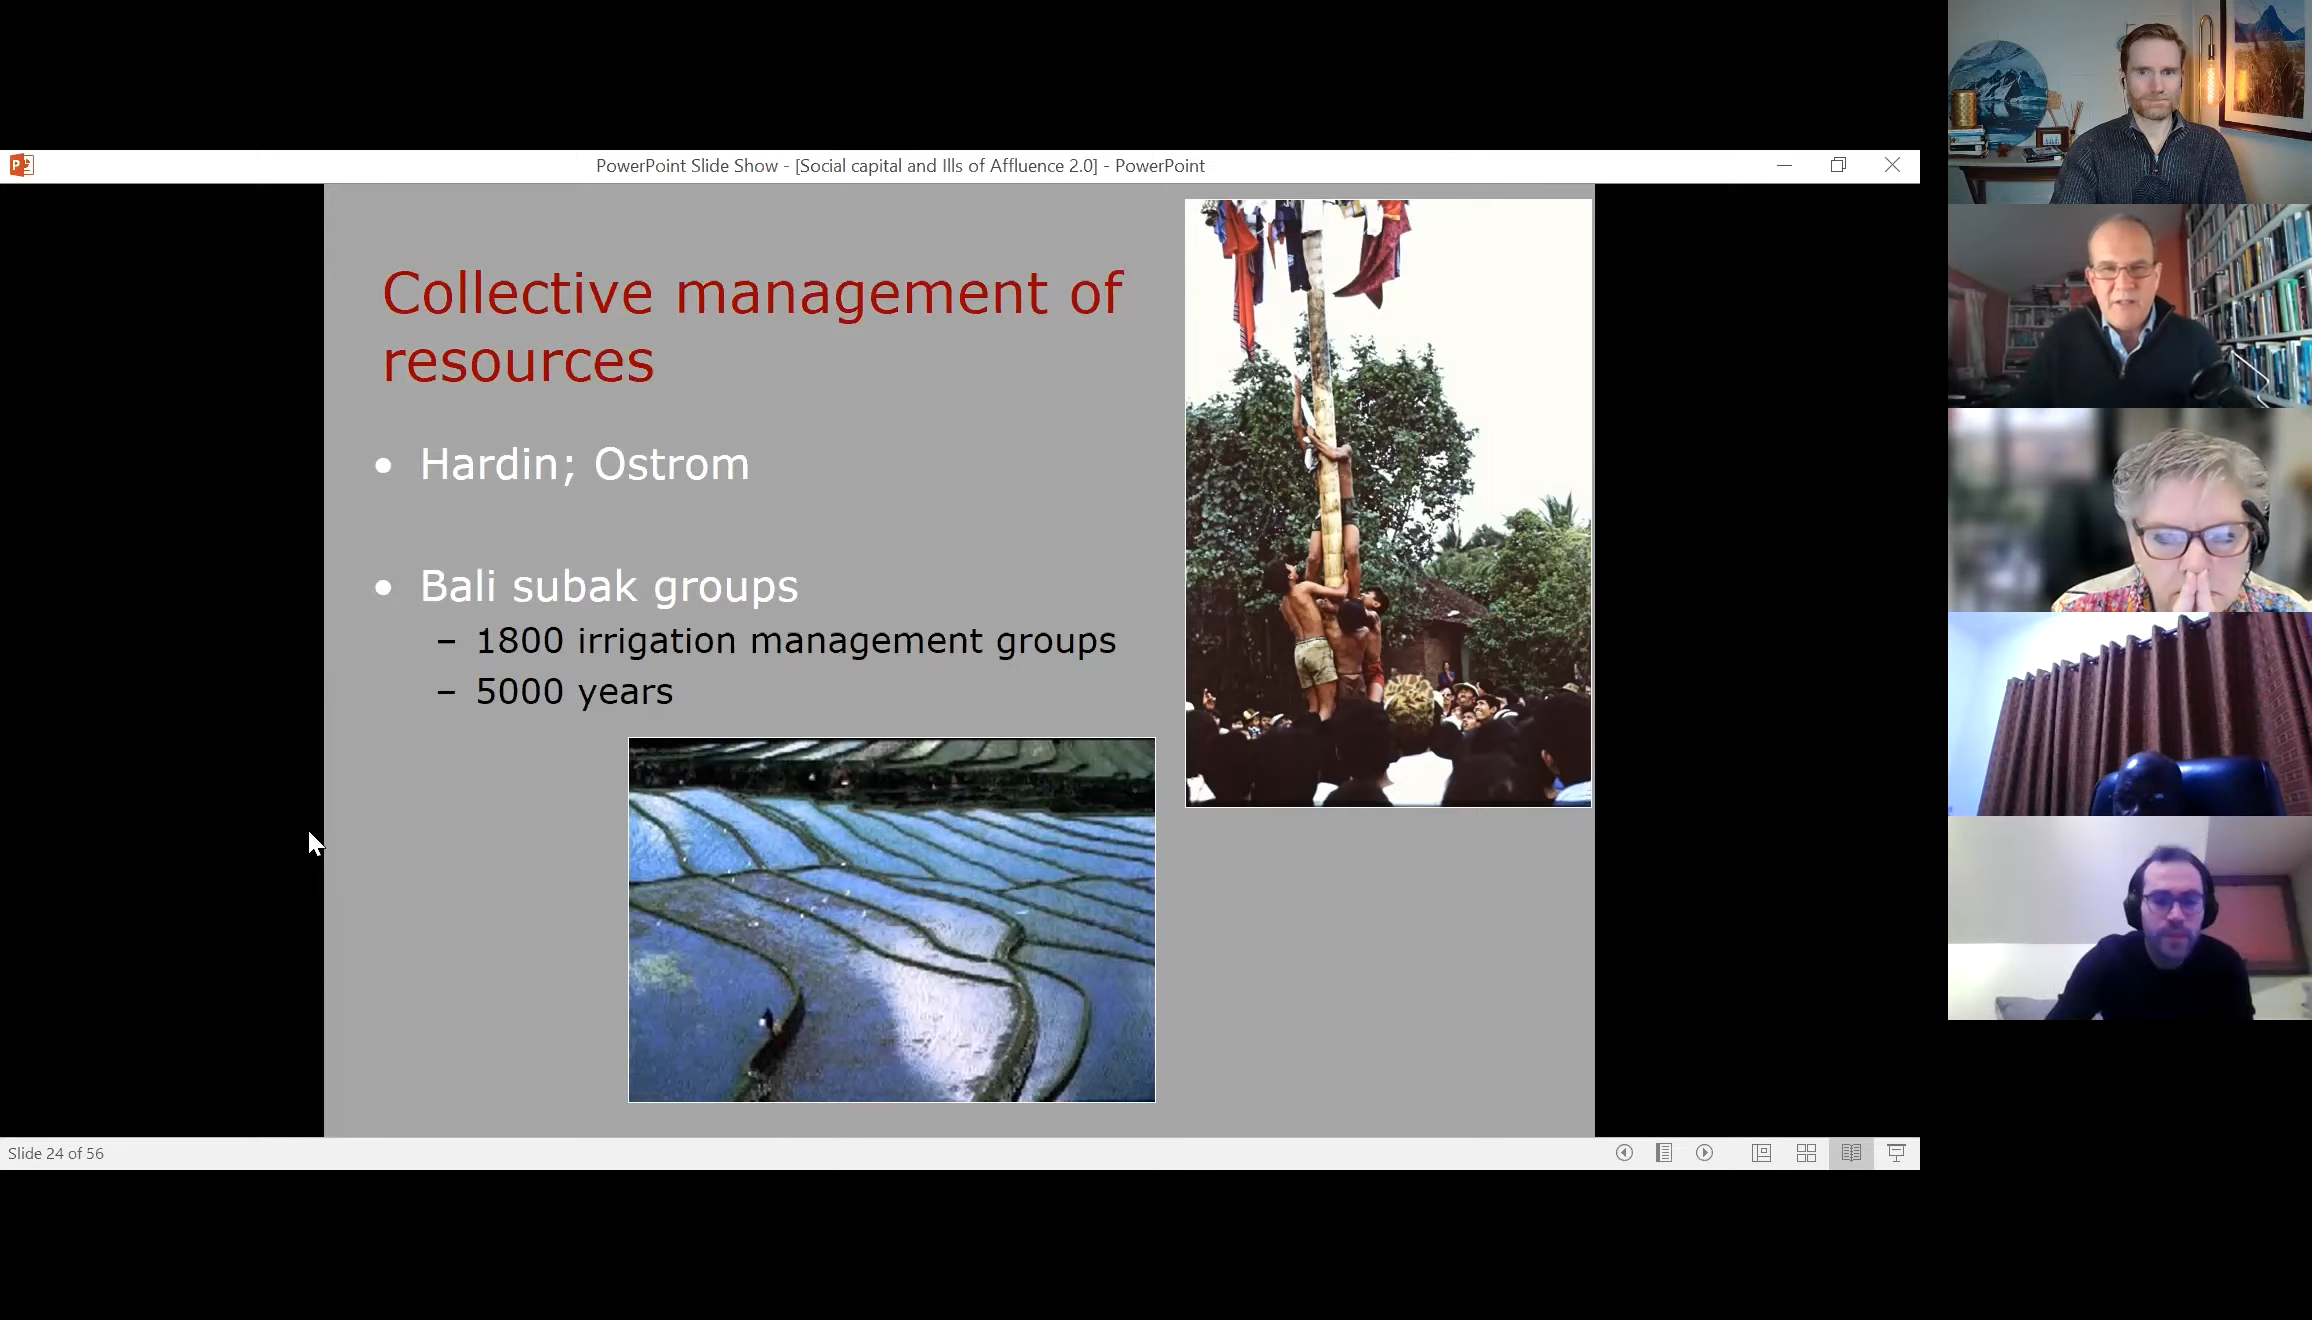 PowerPoint Slide Show - [Social capital and Ills of Affluence 2.0] - PowerPoint
Collective management of
resources
• Hardin; Ostrom
• Bali subak groups
– 1800 irrigation management groups
– 5000 years
Slide 24 of 56